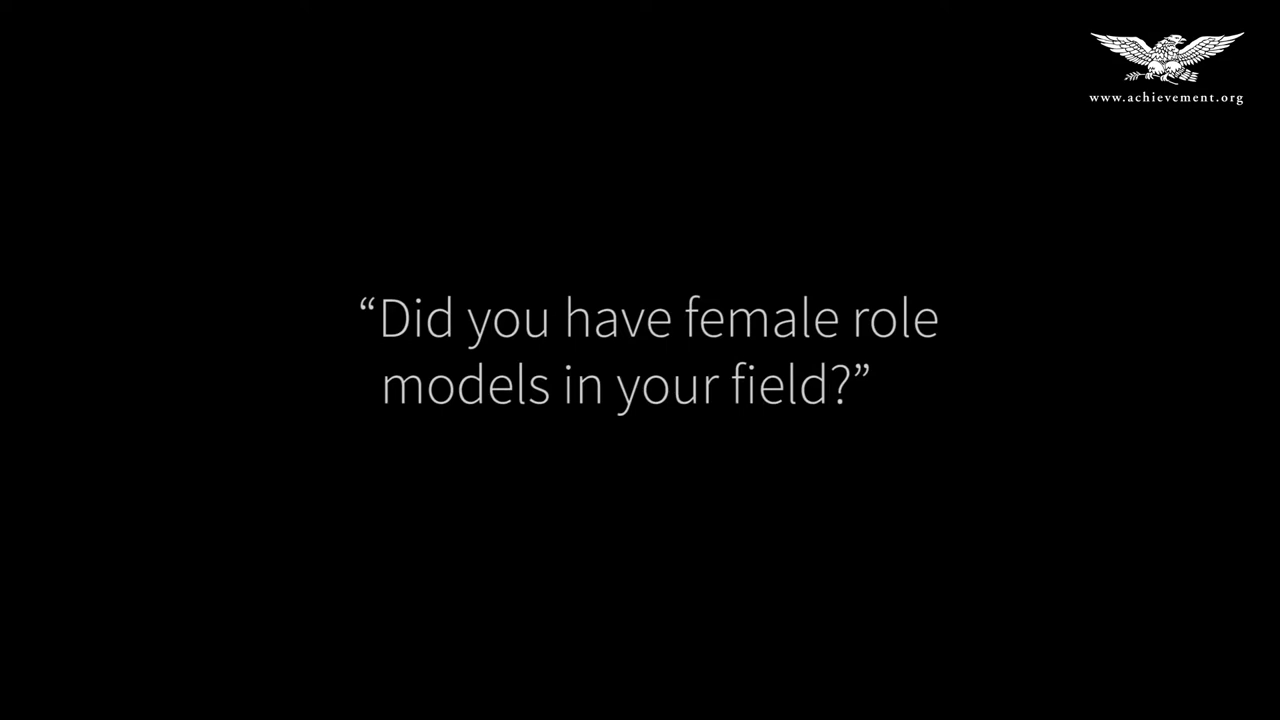 www.achievement.org
“Did you have female role
models in your field?”